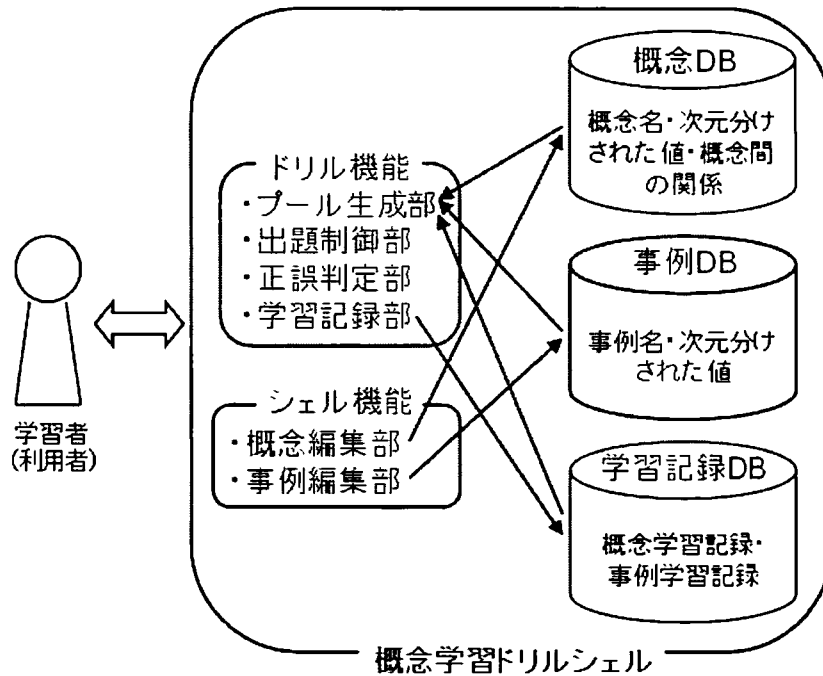 概念DB
概念名・次元分け
された値・概念間
の関係
ドリル機能
・プール生成部
・出題制御部
・正誤判定部
・学習記録部
事例DB
事例名・次元分け
された値
シェル機能
・概念編集部
・事例編集部
学習者
(利用者)
学習記録DB
概念学習記録・
事例学習記録
概念学習ドリルシェル